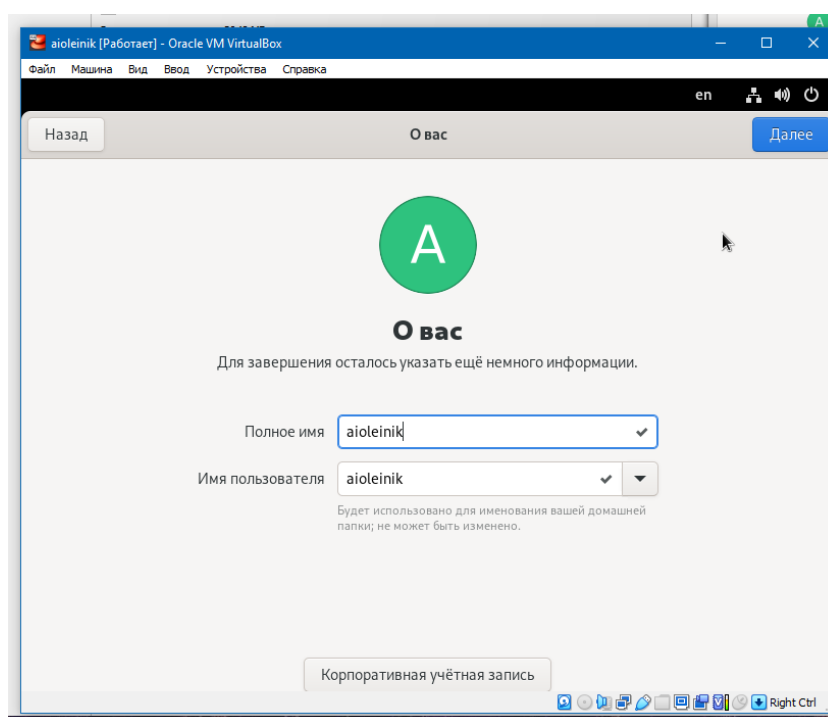 A
aioleinik [Работает] - Oracle VM VirtualBox
Файл Машина Вид Ввод Устройства Справка
en
Назад
О вас
Далее
A
О вас
Для завершения осталось указать ещё немного информации.
Полное имя aioleinik
Имя пользователя aioleinik
Будет использовано для именования вашей домашней
папки; не может быть изменено.
Корпоративная учётная запись
Right Ctrl